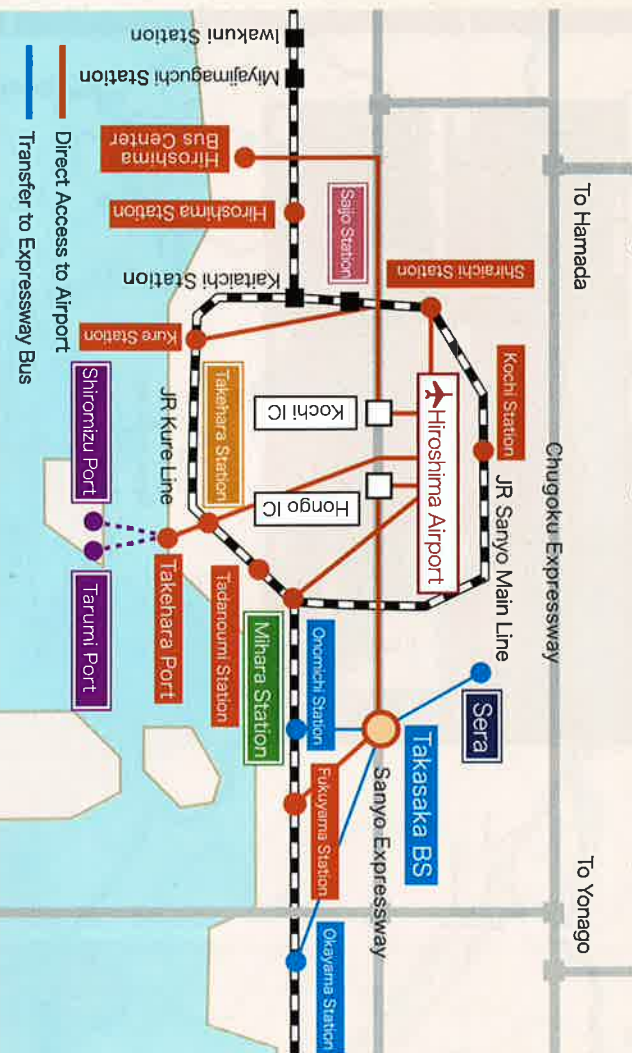 To Hamada
To Yonago
Chugoku Expressway
JR Sanyo Main Line
Sera
Kochi Station
Shiraichi Station
Hiroshima Airport
Takasaka BS
Sanyo Expressway
Kochi IC
Hongo IC
Saijo Station
Onomichi Station
Fukuyama Station
Okayama Station
Iwakuni Station
Miyajimaguchi Station
Hiroshima
Bus Center
Hiroshima Station
Kaitaichi Station
Kure Station
Takehara Station
Mihara Station
Tadanoumi Station
JR Kure Line
Takehara Port
Shiromizu Port
Tarumi Port
Direct Access to Airport
Transfer to Expressway Bus